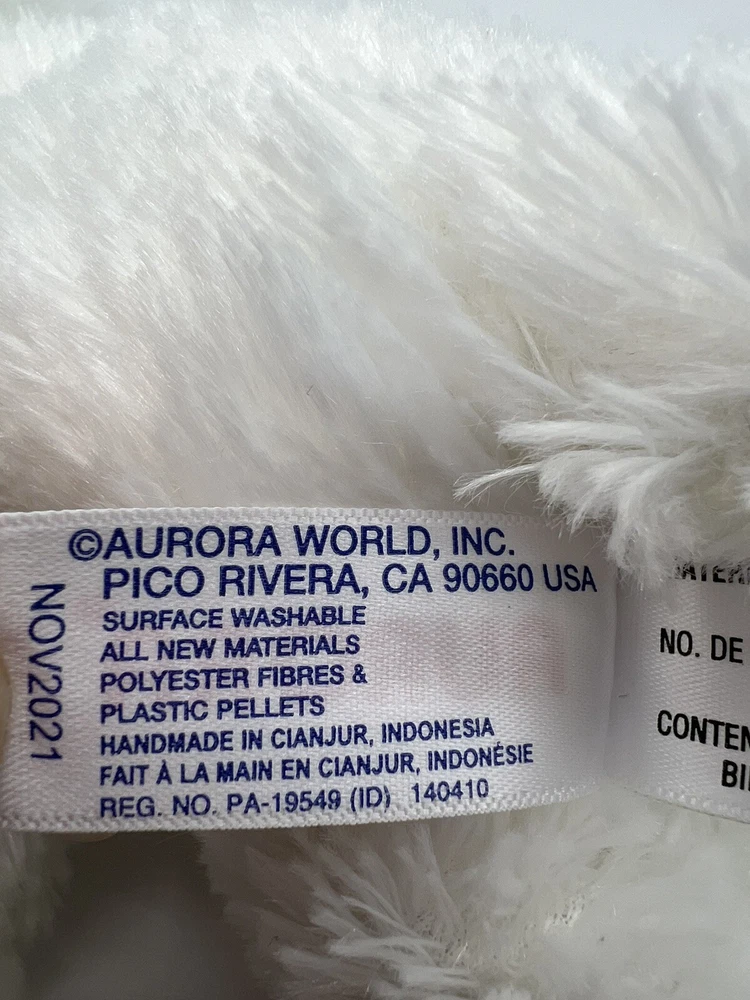 ©AURORA WORLD, INC.
PICO RIVERA, CA 90660 USA
SURFACE WASHABLE
ALL NEW MATERIALS
POLYESTER FIBRES &
PLASTIC PELLETS
HANDMADE IN CIANJUR, INDONESIA
FAIT À LA MAIN EN CIANJUR, INDONÉSIE
REG. NO. PA-19549 (ID) 140410
NOV2021
NO. DE